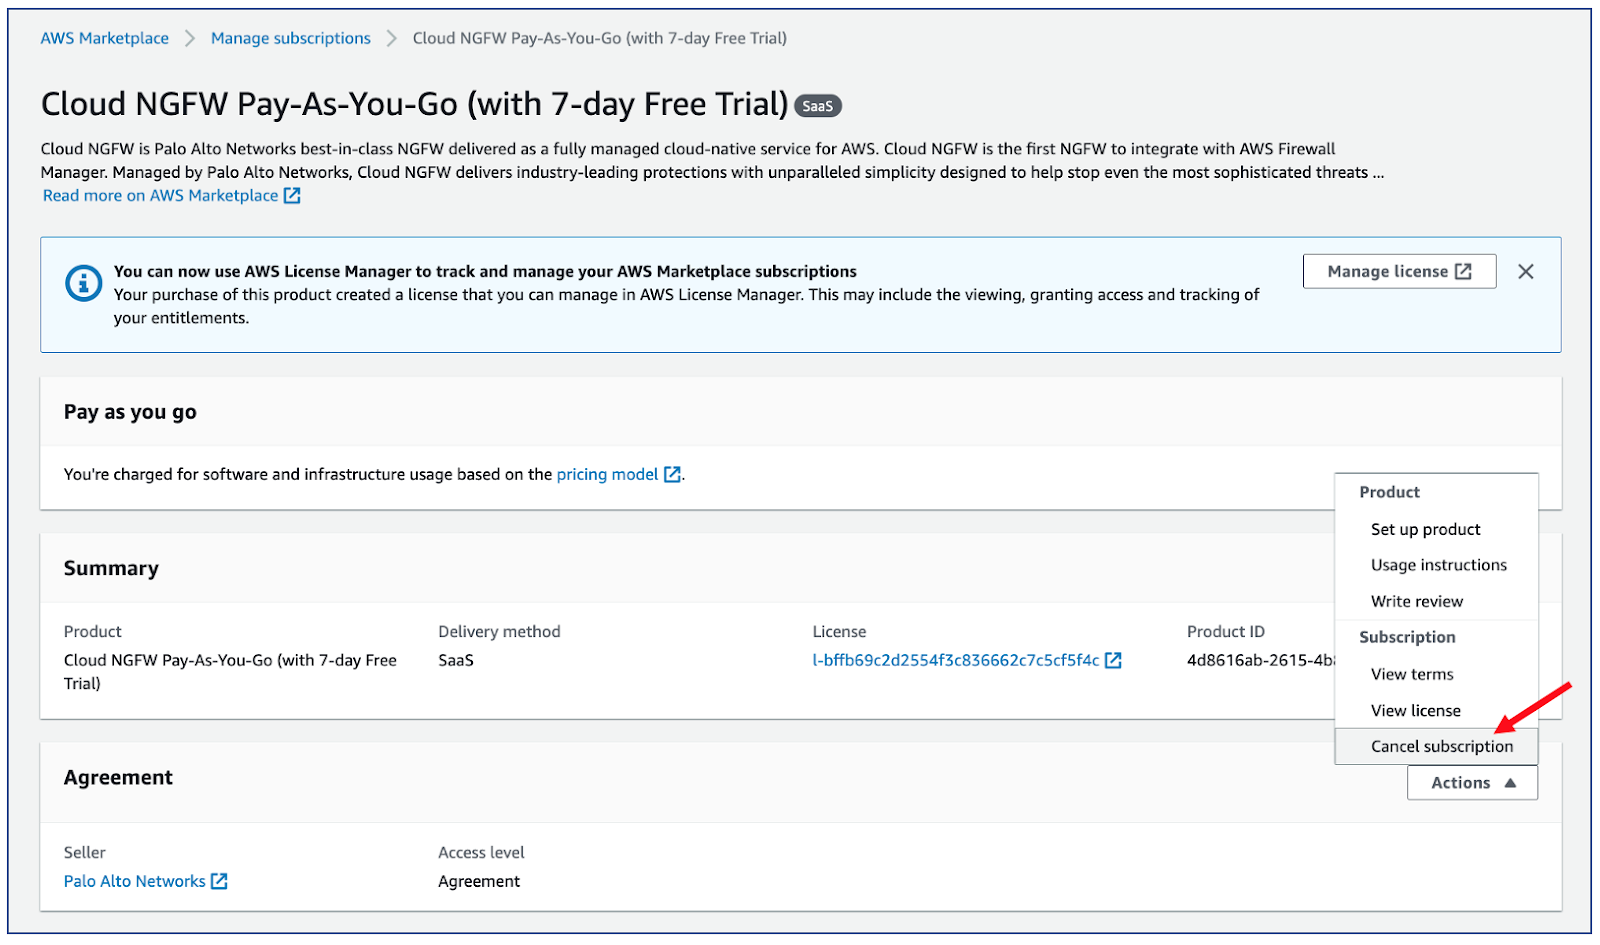 AWS Marketplace > Manage subscriptions > Cloud NGFW Pay-As-You-Go (with 7-day Free Trial)
Cloud NGFW Pay-As-You-Go (with 7-day Free Trial) SaaS
Cloud NGFW is Palo Alto Networks best-in-class NGFW delivered as a fully managed cloud-native service for AWS. Cloud NGFW is the first NGFW to integrate with AWS Firewall
Manager. Managed by Palo Alto Networks, Cloud NGFW delivers industry-leading protections with unparalleled simplicity designed to help stop even the most sophisticated threats ...
Read more on AWS Marketplace
You can now use AWS License Manager to track and manage your AWS Marketplace subscriptions
Your purchase of this product created a license that you can manage in AWS License Manager. This may include the viewing, granting access and tracking of
your entitlements.
Manage license
Pay as you go
You're charged for software and infrastructure usage based on the pricing model.
Summary
Product
Cloud NGFW Pay-As-You-Go (with 7-day Free
Trial)
Delivery method
SaaS
License
l-bffb69c2d2554f3c836662c7c5cf5f4c
Product ID
4d8616ab-2615-4b
Product
Set up product
Usage instructions
Write review
Subscription
View terms
View license
Cancel subscription
Actions
Agreement
Seller
Palo Alto Networks
Access level
Agreement